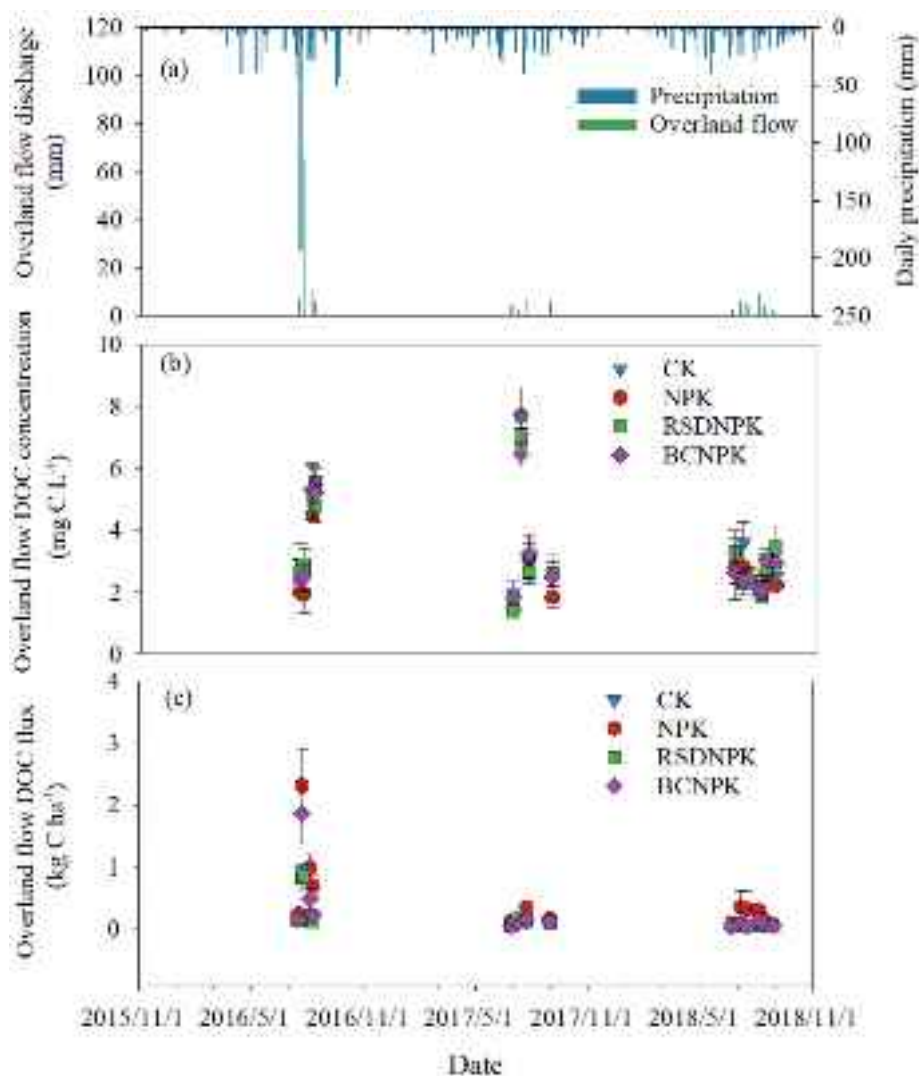 120
100
80
60
40
20
0
Overland flow discharge
(mm)
(a)
Precipitation
Overland flow
0
50
100
150
200
250
Daily precipitation (mm)
10
8
6
4
2
0
Overland flow DOC concentration
(mg C L⁻¹)
(b)
CK
NPK
RSDNPK
BCNPK
4
3
2
1
0
Overland flow DOC flux
(kg C ha⁻¹)
(c)
CK
NPK
RSDNPK
BCNPK
2015/11/1 2016/5/1 2016/11/1 2017/5/1 2017/11/1 2018/5/1 2018/11/1
Date